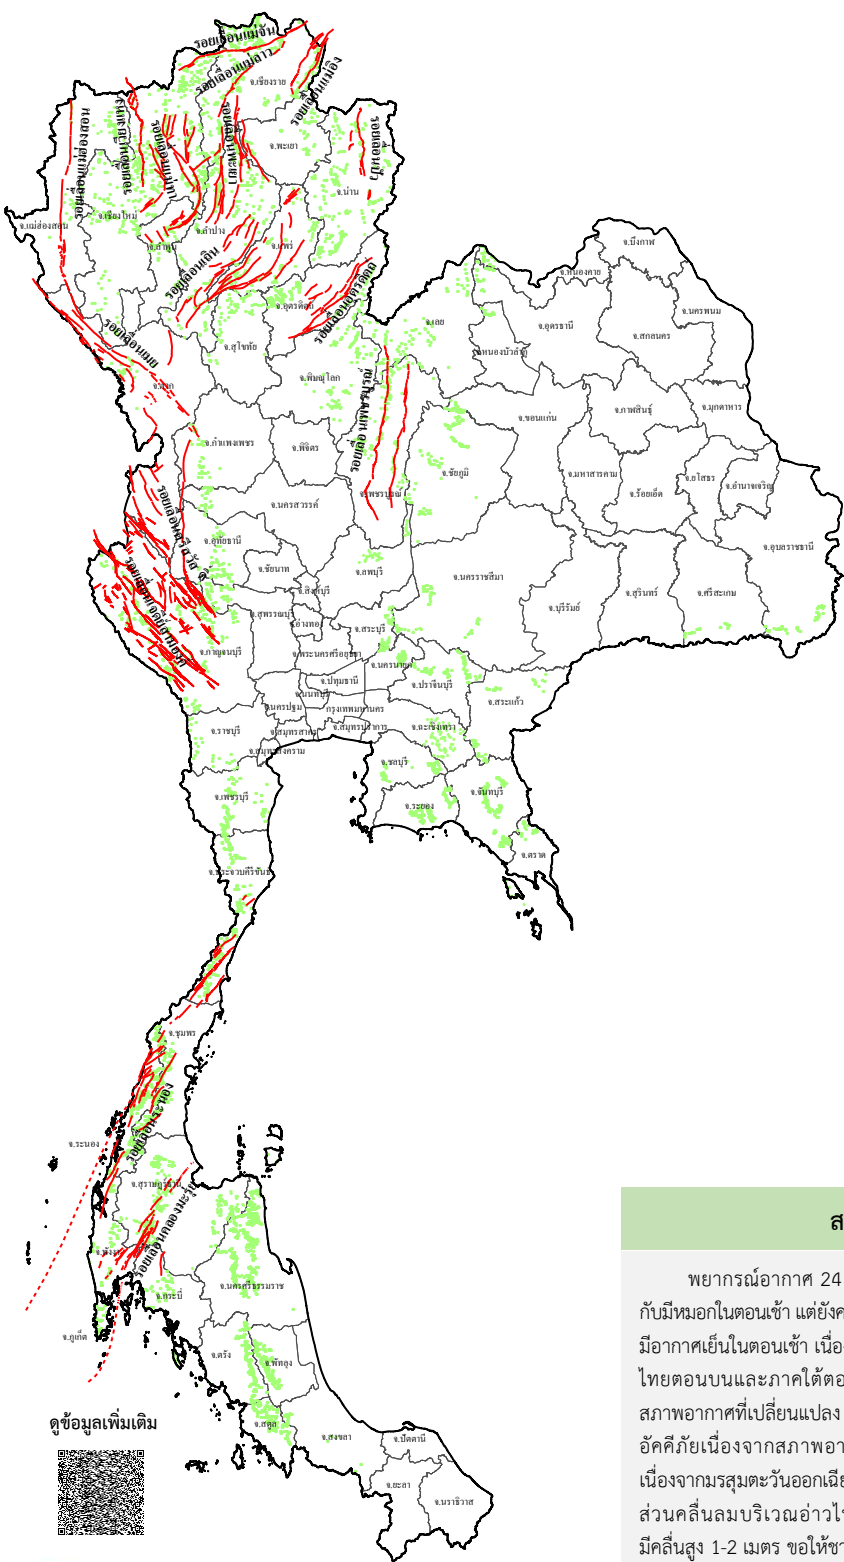 รอยเลื่อนแม่จัน
รอยเลื่อนแม่ลาว
จ.เชียงราย
รอยเลื่อนแม่อิง
รอยเลื่อนแม่ฮ่องสอน
รอยเลื่อนแม่ทา
รอยเลื่อนพะเยา
จ.พะเยา
รอยเลื่อนปัว
จ.น่าน
จ.แม่ฮ่องสอน
จ.เชียงใหม่
จ.ลำพูน
จ.ลำปาง
จ.แพร่
รอยเลื่อนเถิน
จ.อุตรดิตถ์
รอยเลื่อนอุตรดิตถ์
รอยเลื่อนเมย
จ.ตาก
จ.สุโขทัย
จ.พิษณุโลก
จ.เลย
จ.บึงกาฬ
จ.หนองคาย
จ.อุดรธานี
จ.นครพนม
จ.สกลนคร
จ.หนองบัวลำภู
รอยเลื่อนเพชรบูรณ์
จ.กำแพงเพชร
จ.พิจิตร
จ.ขอนแก่น
จ.กาฬสินธุ์
จ.มุกดาหาร
จ.ชัยภูมิ
จ.มหาสารคาม
จ.ร้อยเอ็ด
จ.ยโสธร
จ.อำนาจเจริญ
จ.เพชรบูรณ์
จ.นครสวรรค์
จ.อุทัยธานี
จ.ชัยนาท
จ.ลพบุรี
จ.นครราชสีมา
จ.บุรีรัมย์
จ.สุรินทร์
จ.ศรีสะเกษ
จ.อุบลราชธานี
รอยเลื่อนศรีสวัสดิ์
รอยเลื่อนเจดีย์สามองค์
จ.สิงห์บุรี
จ.สุพรรณบุรี
จ.อ่างทอง
จ.สระบุรี
จ.กาญจนบุรี
จ.พระนครศรีอยุธยา
จ.นครนายก
จ.ปทุมธานี
จ.ปราจีนบุรี
จ.นนทบุรี
จ.สระแก้ว
จ.นครปฐม
กรุงเทพมหานคร
จ.ราชบุรี
จ.สมุทรสาคร
จ.สมุทรปราการ
จ.ฉะเชิงเทรา
จ.สมุทรสงคราม
จ.ชลบุรี
จ.เพชรบุรี
จ.ระยอง
จ.จันทบุรี
จ.ตราด
จ.ประจวบคีรีขันธ์
จ.ชุมพร
รอยเลื่อนระนอง
จ.ระนอง
จ.สุราษฎร์ธานี
รอยเลื่อนคลองมะรุ่ย
จ.พังงา
จ.นครศรีธรรมราช
จ.กระบี่
จ.ภูเก็ต
จ.ตรัง
จ.พัทลุง
จ.สตูล
จ.สงขลา
จ.ปัตตานี
จ.ยะลา
จ.นราธิวาส
ดูข้อมูลเพิ่มเติม
ส
พยากรณ์อากาศ 24
กับมีหมอกในตอนเช้า แต่ยังค
มีอากาศเย็นในตอนเช้า เนื่อง
ไทยตอนบนและภาคใต้ตอ
สภาพอากาศที่เปลี่ยนแปลง
อัคคีภัยเนื่องจากสภาพอา
เนื่องจากมรสุมตะวันออกเฉีย
ส่วนคลื่นลมบริเวณอ่าวไท
มีคลื่นสูง 1-2 เมตร ขอให้ชา